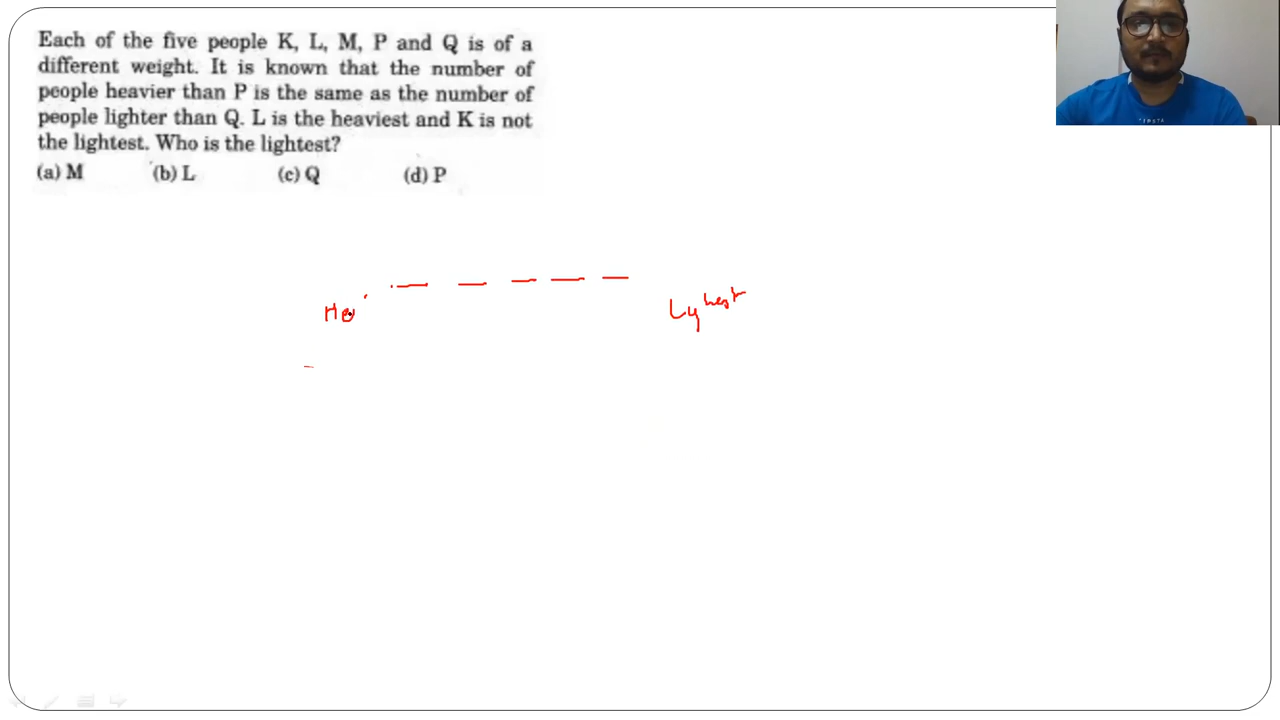 Each of the five people K, L, M, P and Q is of a
different weight. It is known that the number of
people heavier than P is the same as the number of
people lighter than Q. L is the heaviest and K is not
the lightest. Who is the lightest?
(a) M (b) L (c) Q (d) P